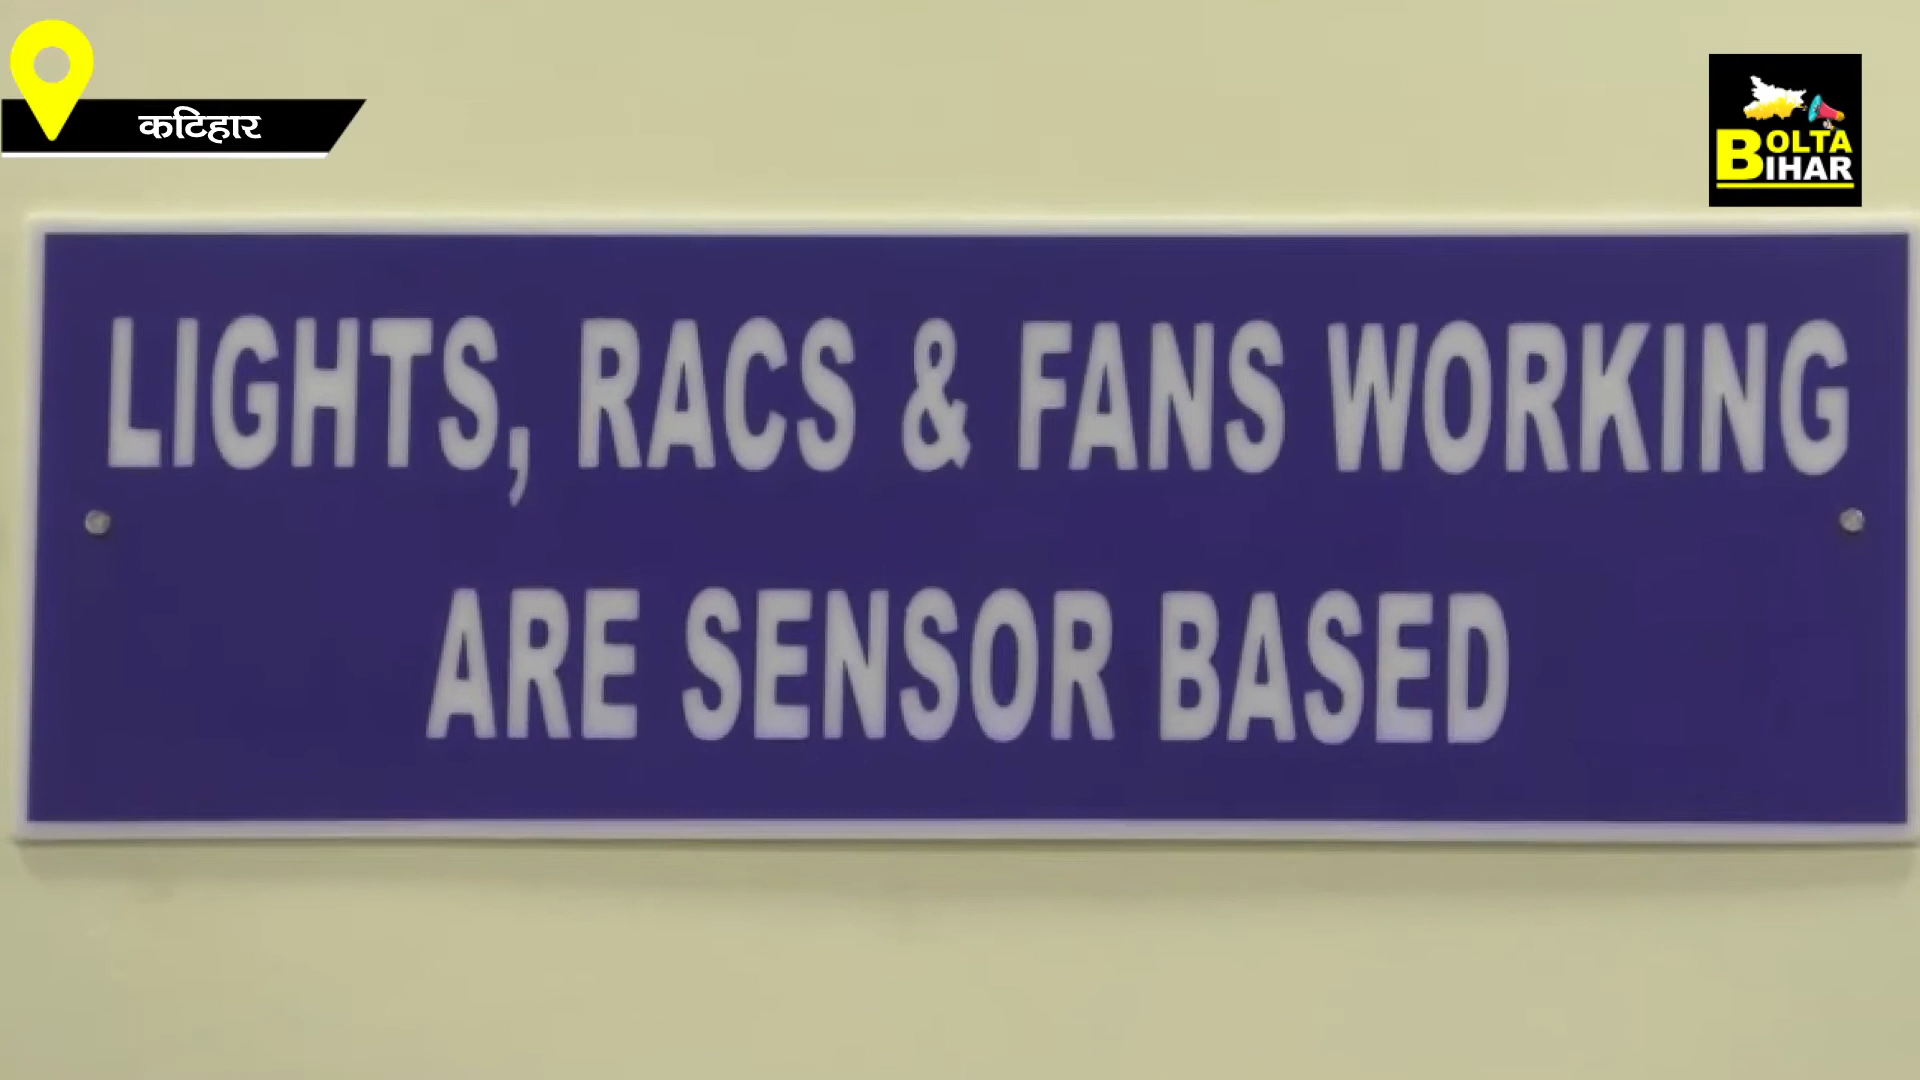 कटिहार
BOLTA
BIHAR
LIGHTS, RACS & FANS WORKING
ARE SENSOR BASED